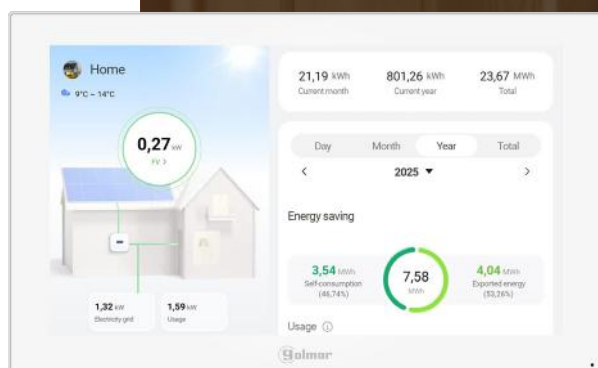 Home
9°C ~ 14°C
0,27 kW
FV >
1,32 kW
Electricity grid
1,59 kW
Usage
21,19 kWh
Current month
801,26 kWh
Current year
23,67 MWh
Total
Day Month Year Total
< 2025 ▼ >
Energy saving
3,54 MWh
Self-consumption
(46,74%)
7,58
MWh
4,04 MWh
Exported energy
(53,26%)
Usage
Golmar